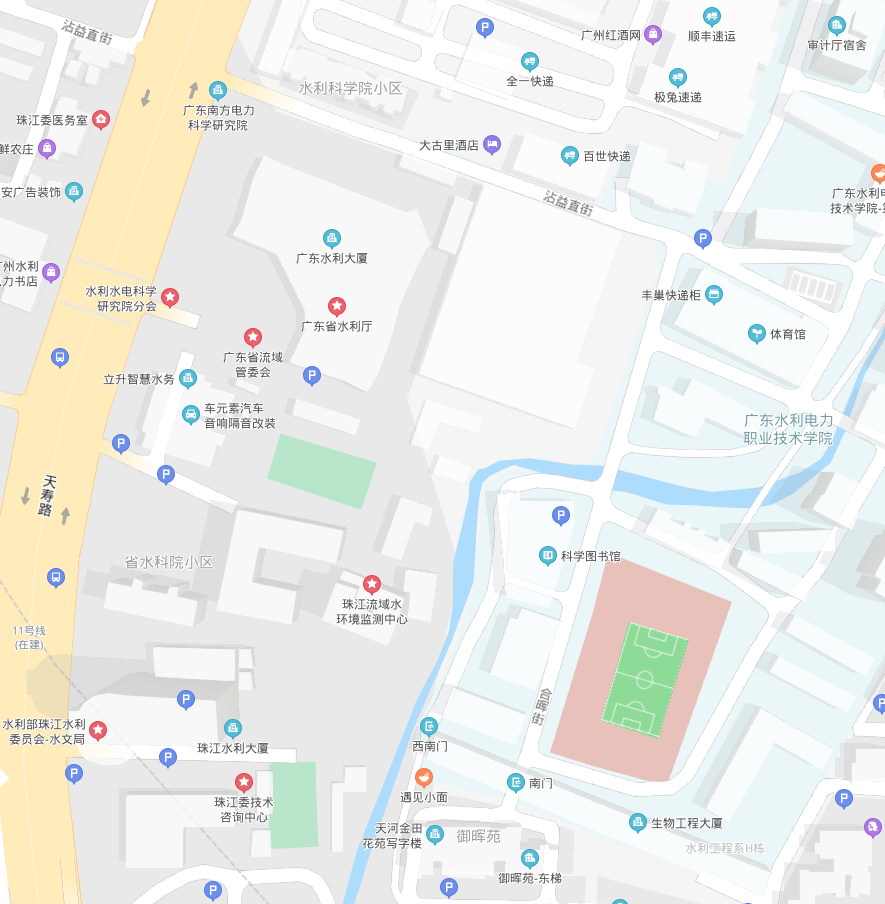 沾益直街
广州红酒网
顺丰速运
审计厅宿舍
全一快递
水利科学院小区
极兔速递
广东南方电力
科学研究院
珠江委医务室
鲜农庄
大古里酒店
百世快递
安广告装饰
沾益直街
广东水利电
技术学院-
广东水利大厦
州水利
力书店
水利水电科学
研究院分会
丰巢快递柜
广东省水利厅
体育馆
广东省流域
管委会
立升智慧水务
车元素汽车
音响隔音改装
广东水利电力
职业技术学院
天寿路
科学图书馆
省水科院小区
珠江流域水
环境监测中心
11号线
(在建)
合晖街
水利部珠江水利
委员会-水文局
珠江水利大厦
西南门
南门
遇见小面
珠江委技术
咨询中心
天河金田
花苑写字楼
御晖苑
生物工程大厦
水利工程系H栋
御晖苑-东梯